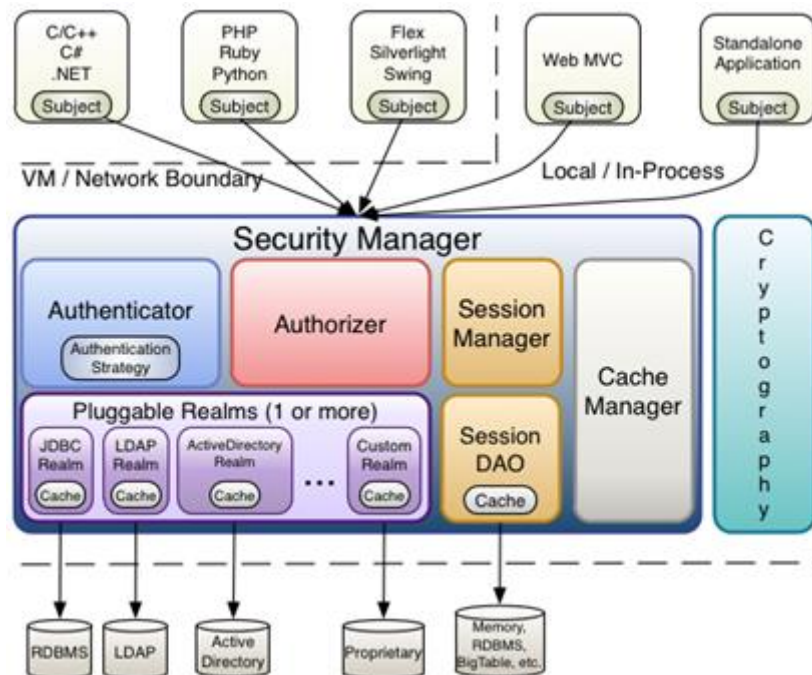 C/C++
C#
.NET
Subject
PHP
Ruby
Python
Subject
Flex
Silverlight
Swing
Subject
Web MVC
Subject
Standalone
Application
Subject
VM / Network Boundary
Local / In-Process
Security Manager
Authenticator
Authentication
Strategy
Authorizer
Session
Manager
Cache
Manager
Cryptography
Pluggable Realms (1 or more)
JDBC
Realm
Cache
LDAP
Realm
Cache
ActiveDirectory
Realm
Cache
...
Custom
Realm
Cache
Session
DAO
Cache
RDBMS
LDAP
Active
Directory
Proprietary
Memory,
RDBMS,
BigTable, etc.